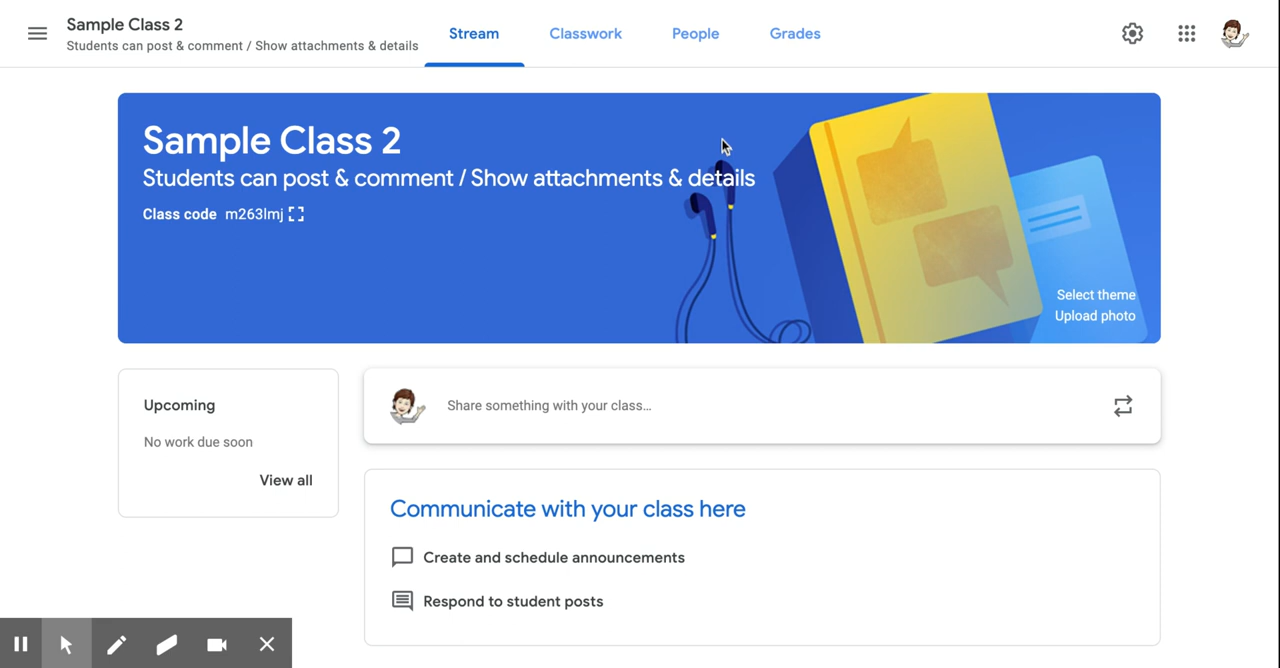 Sample Class 2
Students can post & comment / Show attachments & details
Stream
Classwork
People
Grades
Sample Class 2
Students can post & comment / Show attachments & details
Class code m263lmj
Select theme
Upload photo
Upcoming
No work due soon
View all
Share something with your class...
Communicate with your class here
Create and schedule announcements
Respond to student posts